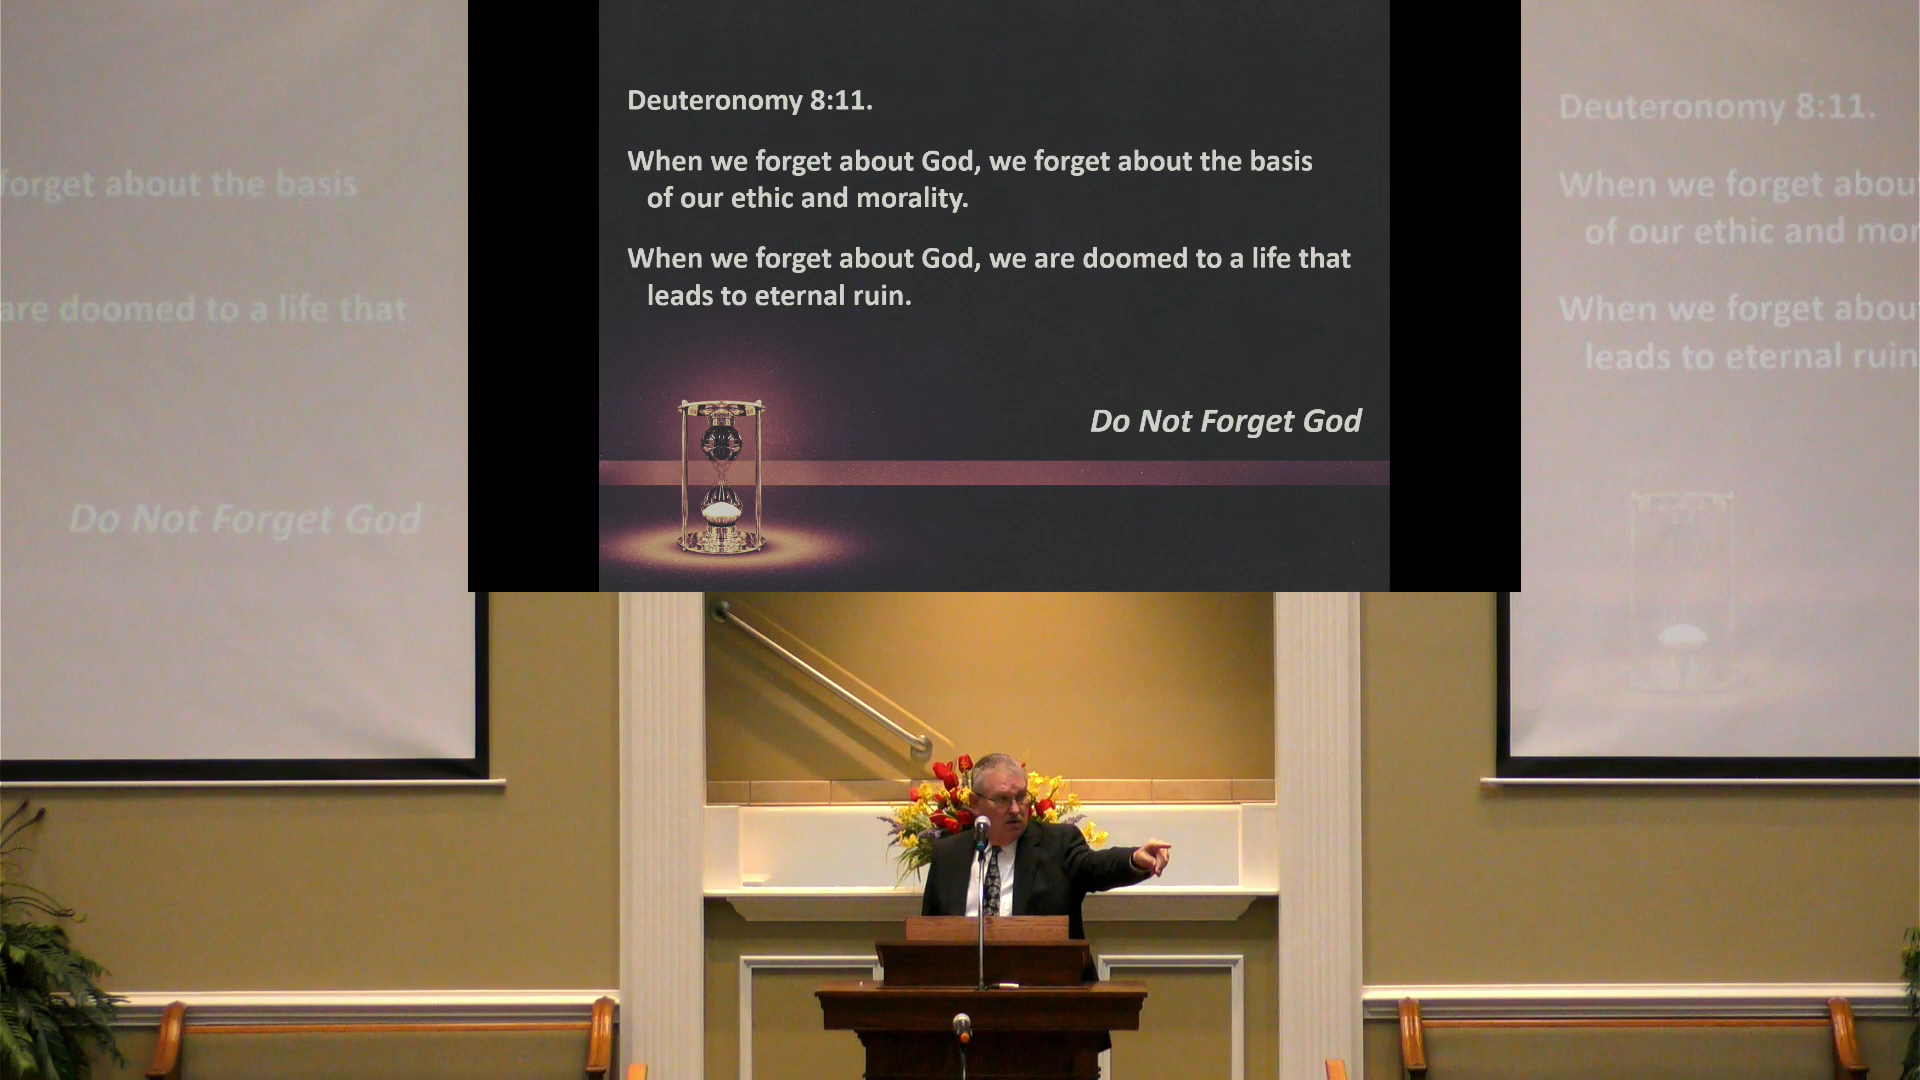 Deuteronomy 8:11.
When we forget about God, we forget about the basis
of our ethic and morality.
When we forget about God, we are doomed to a life that
leads to eternal ruin.
Do Not Forget God
forget about the basis
are doomed to a life that
Do Not Forget God
Deuteronomy 8:11.
When we forget about
of our ethic and mor
When we forget about
leads to eternal ruin